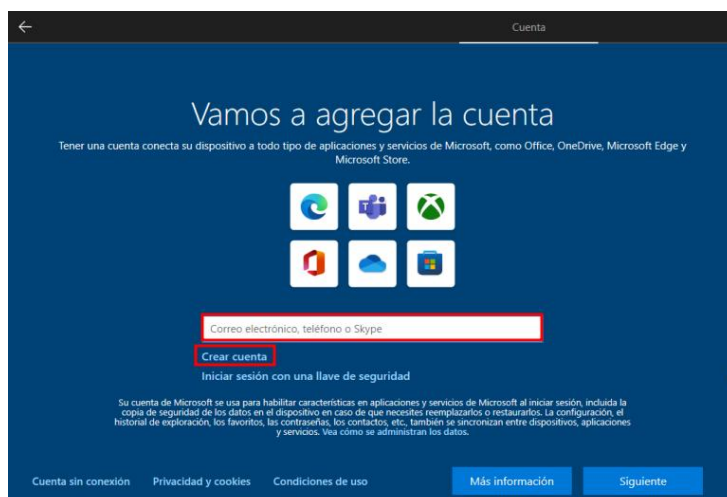 Cuenta
Vamos a agregar la cuenta
Tener una cuenta conecta su dispositivo a todo tipo de aplicaciones y servicios de Microsoft, como Office, OneDrive, Microsoft Edge y
Microsoft Store.
Correo electrónico, teléfono o Skype
Crear cuenta
Iniciar sesión con una llave de seguridad
Su cuenta de Microsoft se usa para habilitar características en aplicaciones y servicios de Microsoft al iniciar sesión, incluida la
copia de seguridad de los datos en el dispositivo en caso de que necesites reemplazarlos o restaurarlos. La configuración, el
historial de exploración, los favoritos, las contraseñas, los contactos, etc., también se sincronizan entre dispositivos, aplicaciones
y servicios. Vea cómo se administran los datos.
Cuenta sin conexión Privacidad y cookies Condiciones de uso Más información Siguiente